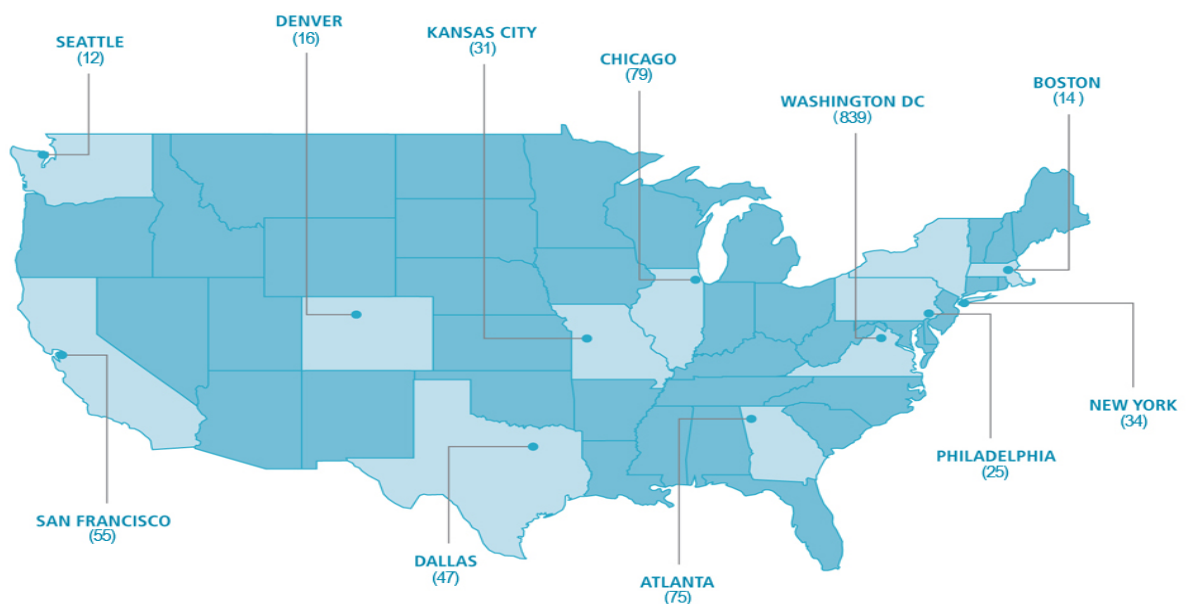 DENVER
(16)
SEATTLE
(12)
KANSAS CITY
(31)
CHICAGO
(79)
BOSTON
(14 )
WASHINGTON DC
(839)
NEW YORK
(34)
PHILADELPHIA
(25)
SAN FRANCISCO
(55)
DALLAS
(47)
ATLANTA
(75)